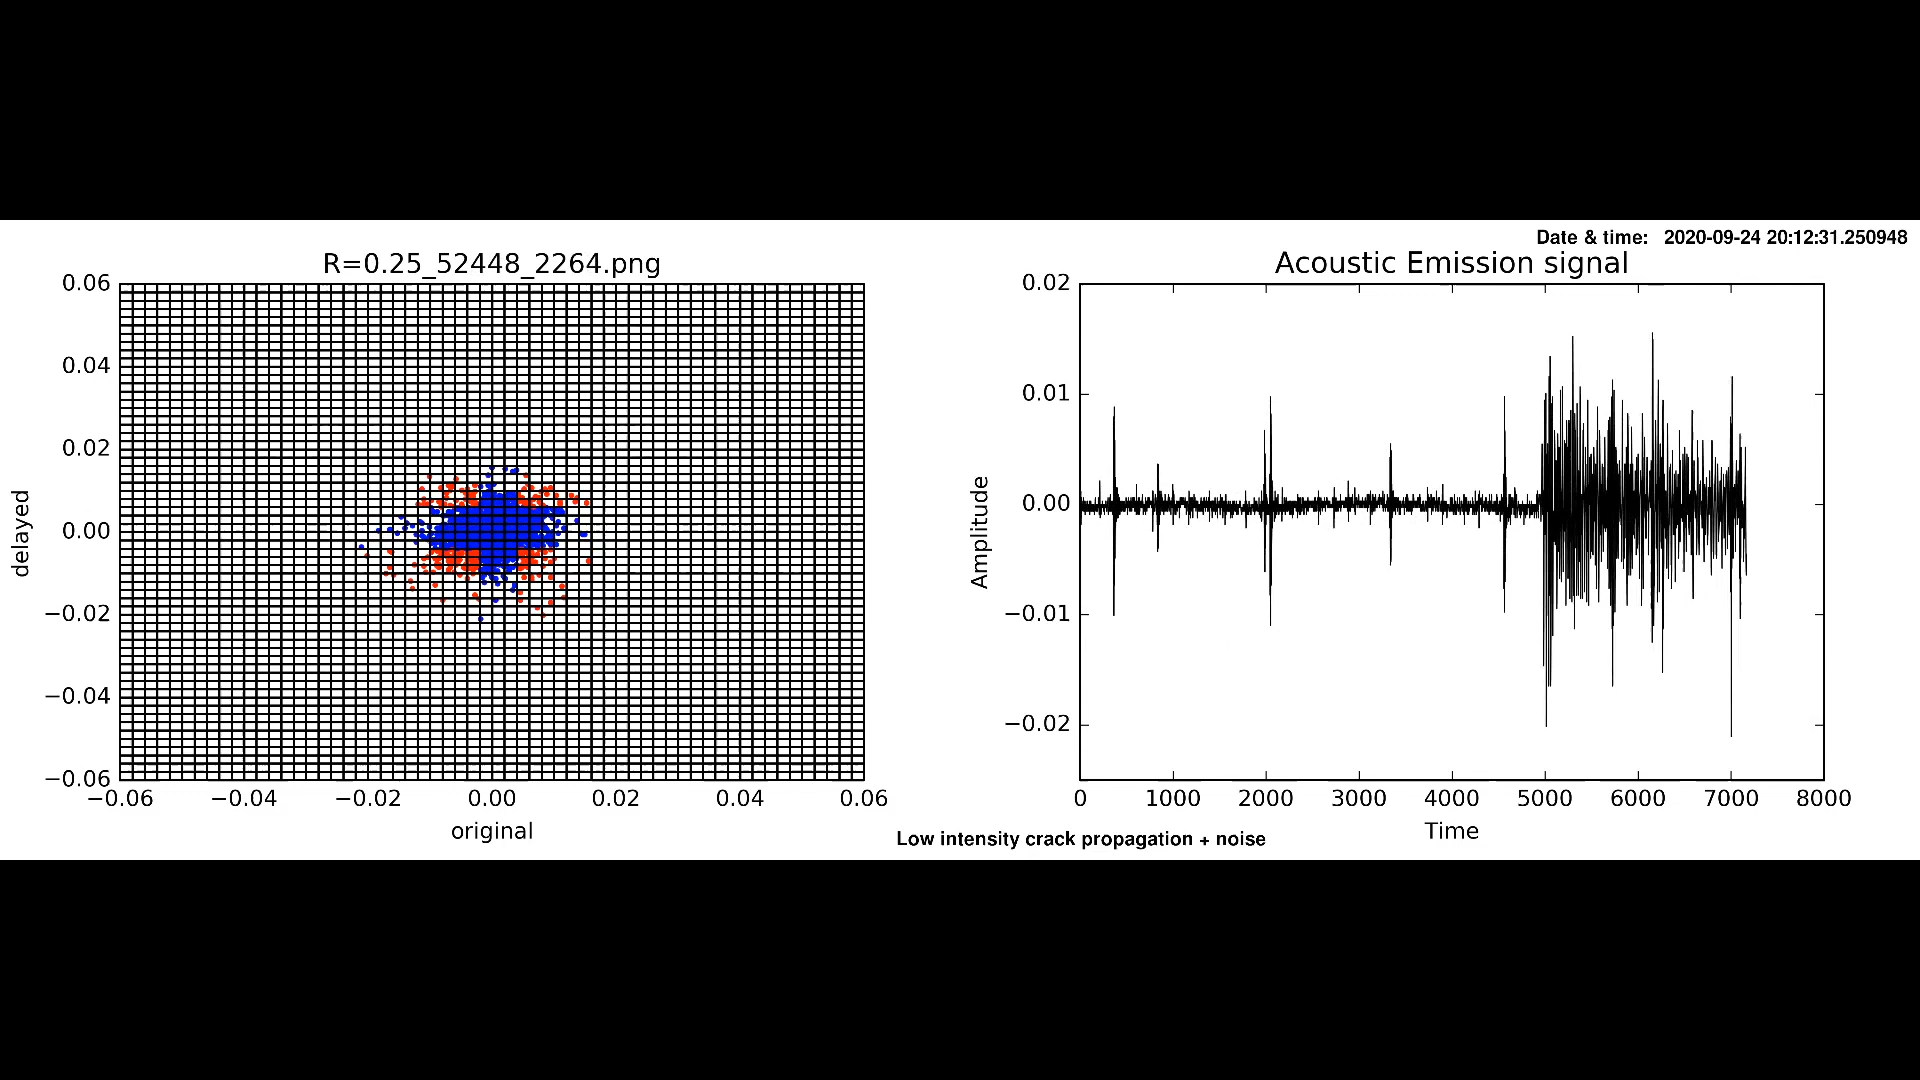 Date & time: 2020-09-24 20:12:31.250948
R=0.25_52448_2264.png
0.06
0.04
0.02
0.00
−0.02
−0.04
−0.06
delayed
−0.06 −0.04 −0.02 0.00 0.02 0.04 0.06
original
Acoustic Emission signal
0.02
0.01
0.00
−0.01
−0.02
Amplitude
0 1000 2000 3000 4000 5000 6000 7000 8000
Time
Low intensity crack propagation + noise